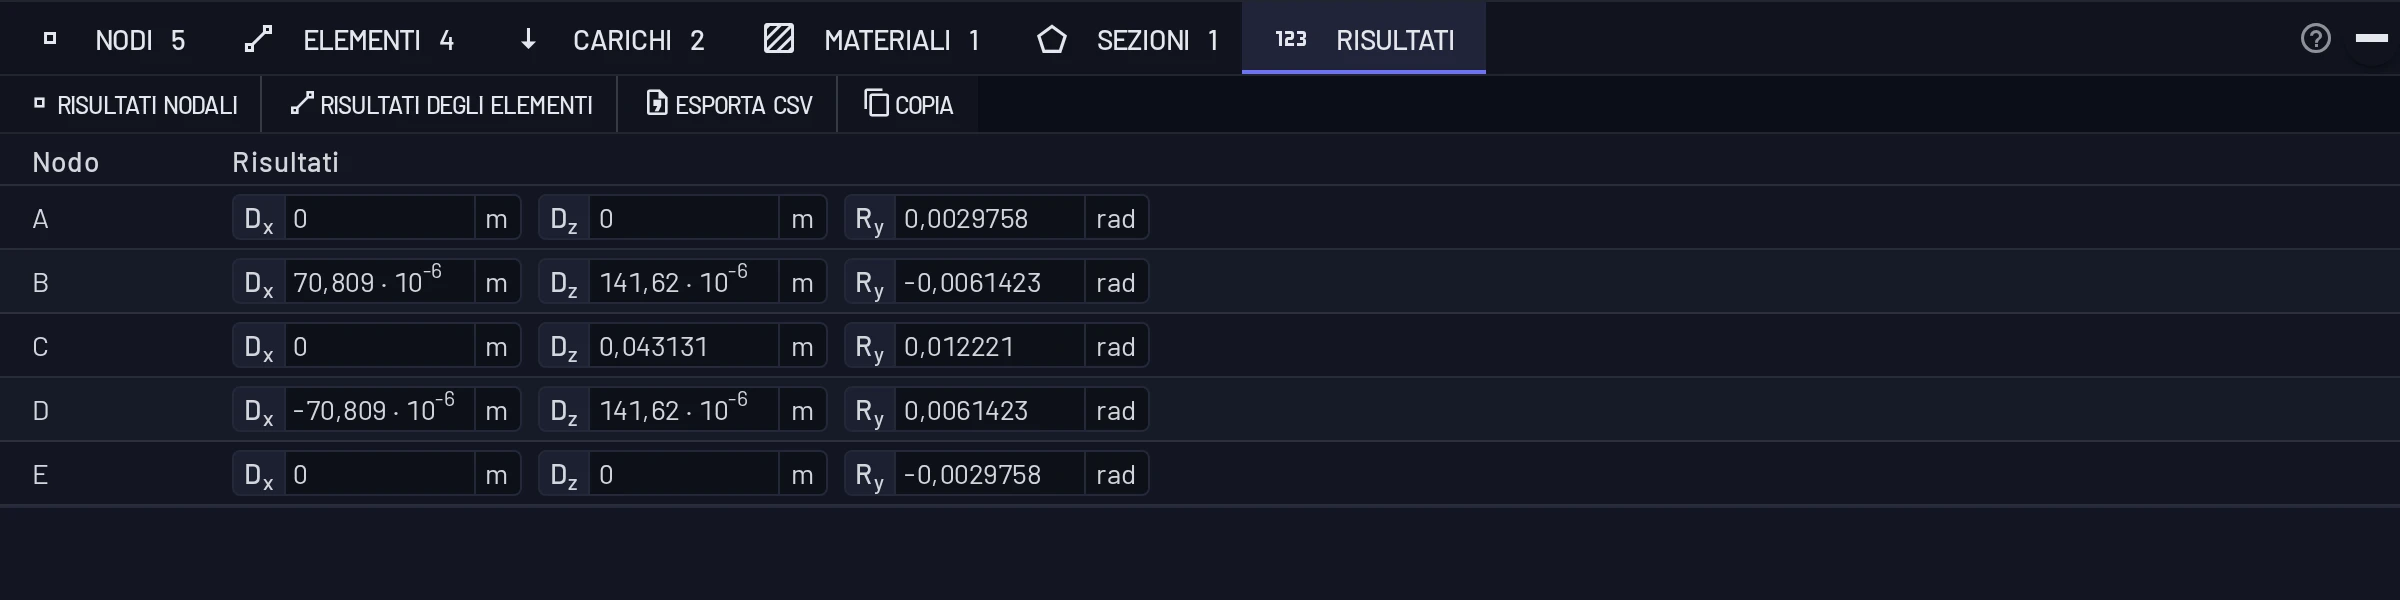 NODI 5 ELEMENTI 4 CARICHI 2 MATERIALI 1 SEZIONI 1 123 RISULTATI ?
RISULTATI NODALI RISULTATI DEGLI ELEMENTI ESPORTA CSV COPIA
Nodo Risultati
A Dx 0 m Dz 0 m Ry 0,0029758 rad
B Dx 70,809 · 10^-6 m Dz 141,62 · 10^-6 m Ry -0,0061423 rad
C Dx 0 m Dz 0,043131 m Ry 0,012221 rad
D Dx -70,809 · 10^-6 m Dz 141,62 · 10^-6 m Ry 0,0061423 rad
E Dx 0 m Dz 0 m Ry -0,0029758 rad